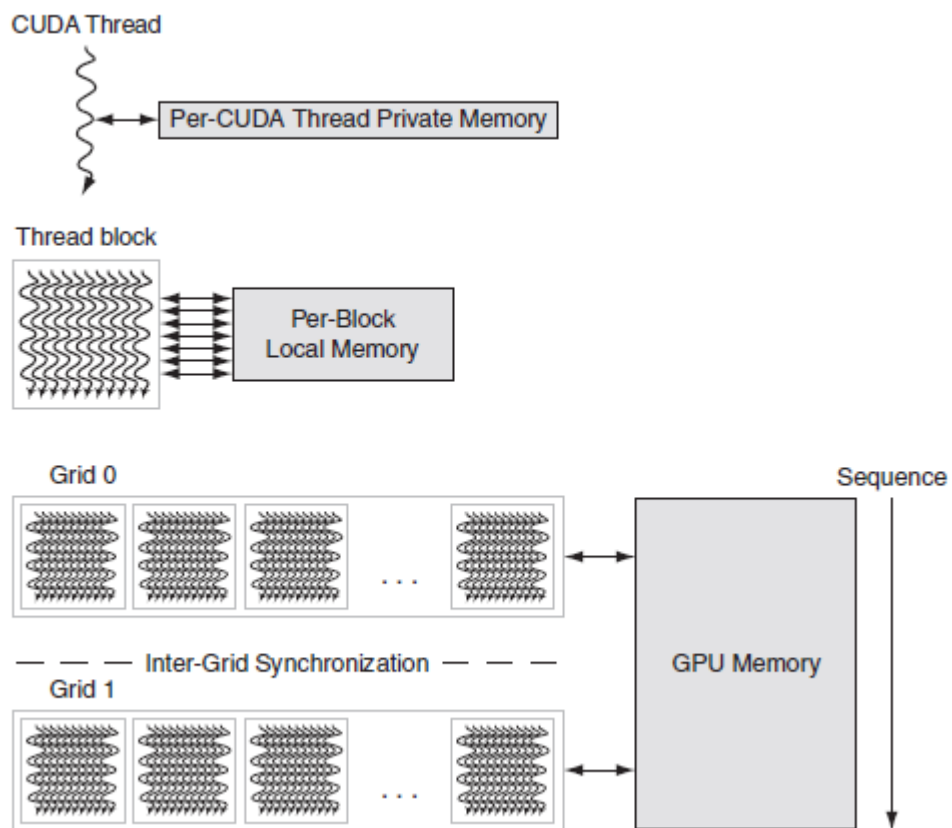 CUDA Thread
Per-CUDA Thread Private Memory
Thread block
Per-Block
Local Memory
Grid 0
Sequence
. . .
Inter-Grid Synchronization
GPU Memory
Grid 1
. . .